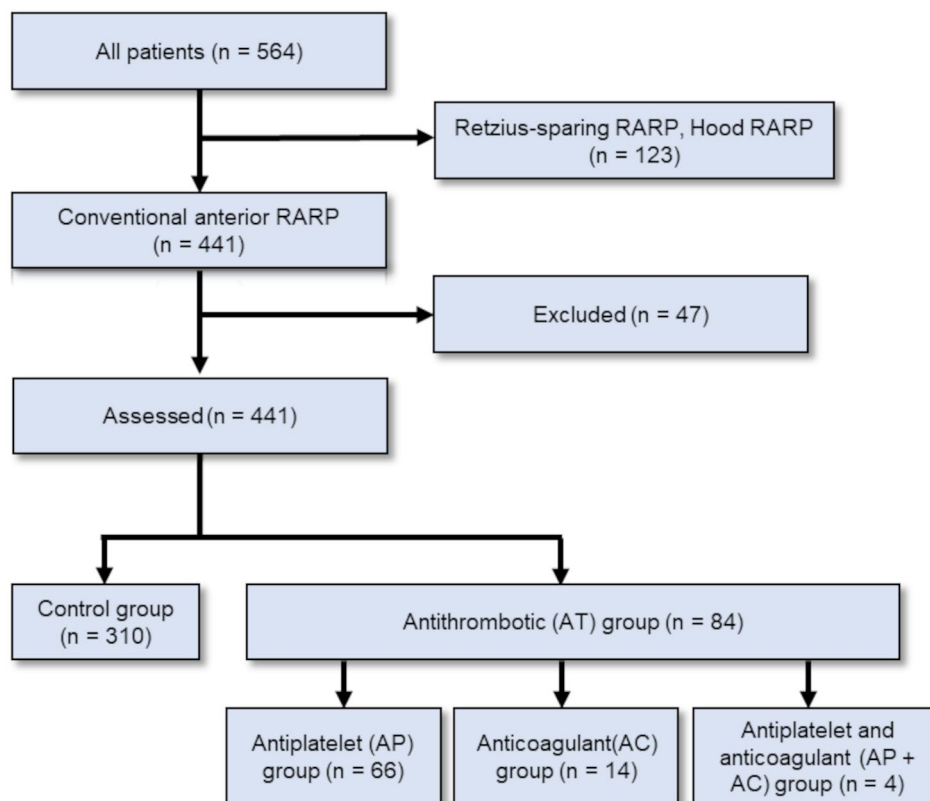 All patients (n = 564)
Retzius-sparing RARP, Hood RARP
(n = 123)
Conventional anterior RARP
(n = 441)
Excluded (n = 47)
Assessed (n = 441)
Control group
(n = 310)
Antithrombotic (AT) group (n = 84)
Antiplatelet (AP)
group (n = 66)
Anticoagulant(AC)
group (n = 14)
Antiplatelet and
anticoagulant (AP +
AC) group (n = 4)